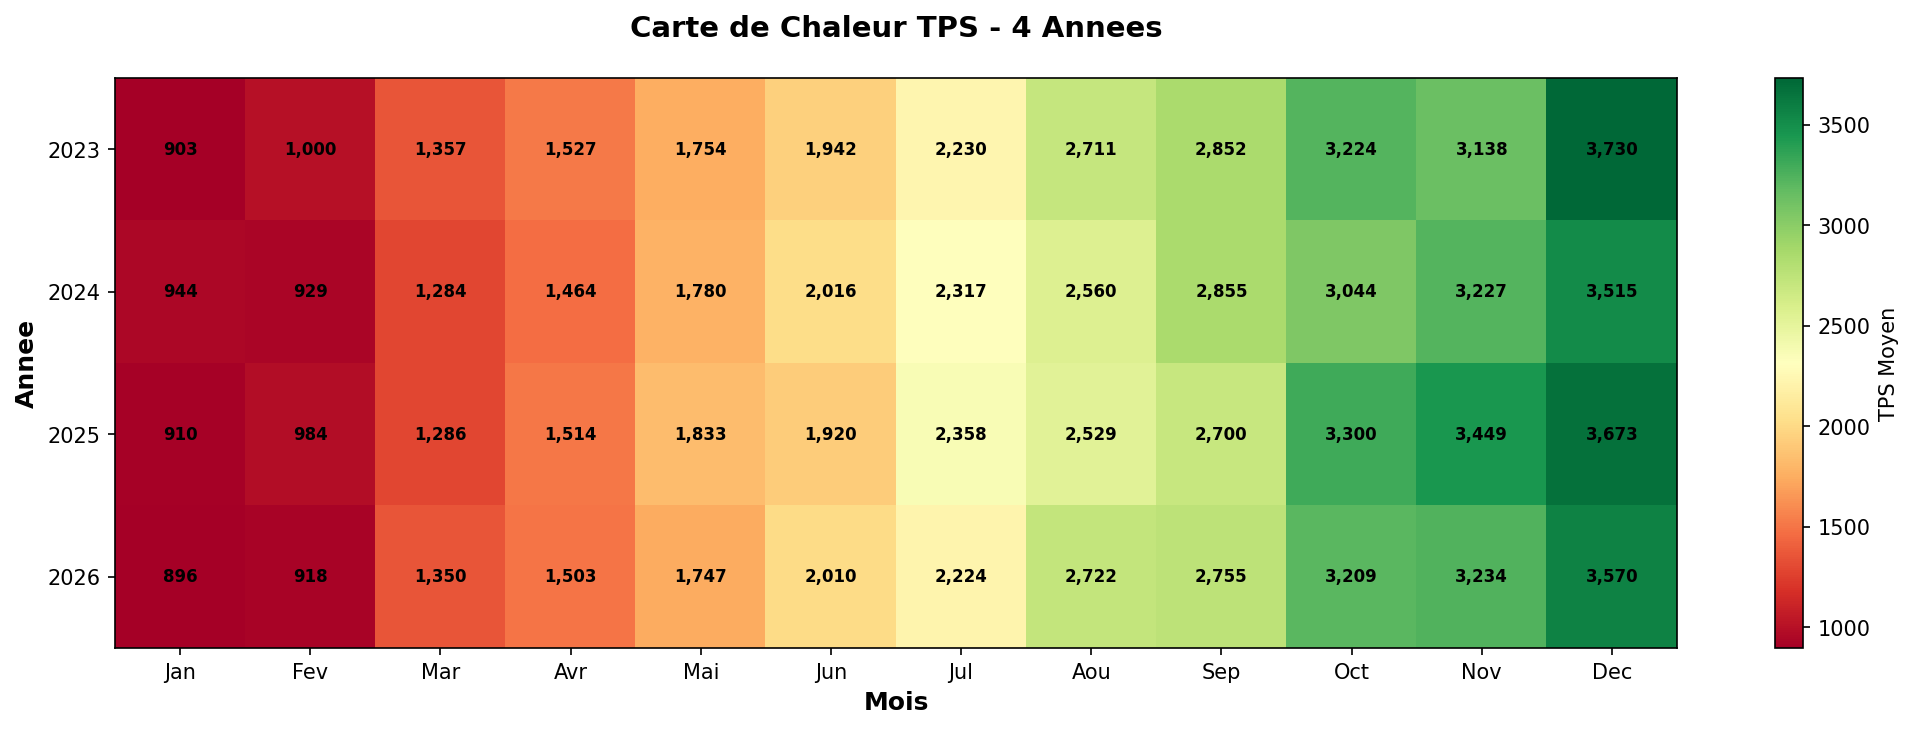 Carte de Chaleur TPS - 4 Annees
2023 903 1,000 1,357 1,527 1,754 1,942 2,230 2,711 2,852 3,224 3,138 3,730
2024 944 929 1,284 1,464 1,780 2,016 2,317 2,560 2,855 3,044 3,227 3,515
2025 910 984 1,286 1,514 1,833 1,920 2,358 2,529 2,700 3,300 3,449 3,673
2026 896 918 1,350 1,503 1,747 2,010 2,224 2,722 2,755 3,209 3,234 3,570
Jan Fev Mar Avr Mai Jun Jul Aou Sep Oct Nov Dec
Mois
Annee
3500
3000
2500
2000
1500
1000
TPS Moyen